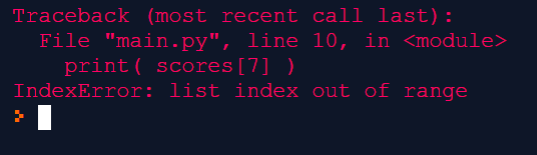 Traceback (most recent call last):
  File "main.py", line 10, in <module>
    print( scores[7] )
IndexError: list index out of range
>